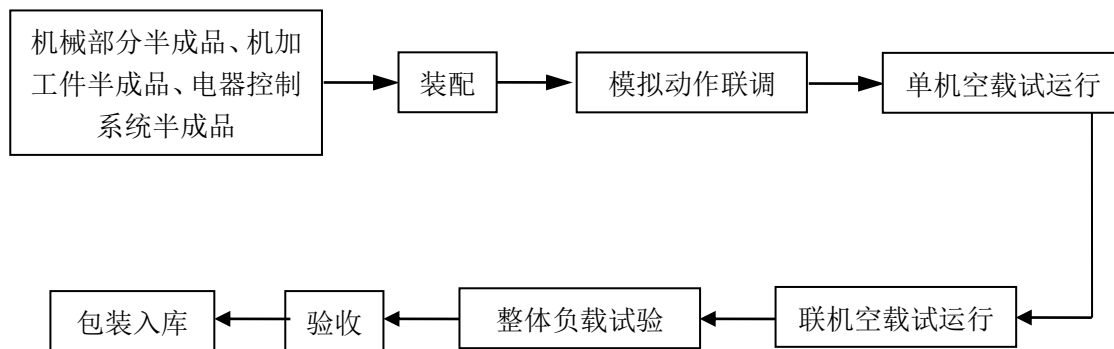 机械部分半成品、机加
工件半成品、电器控制
系统半成品
装配
模拟动作联调
单机空载试运行
联机空载试运行
整体负载试验
验收
包装入库